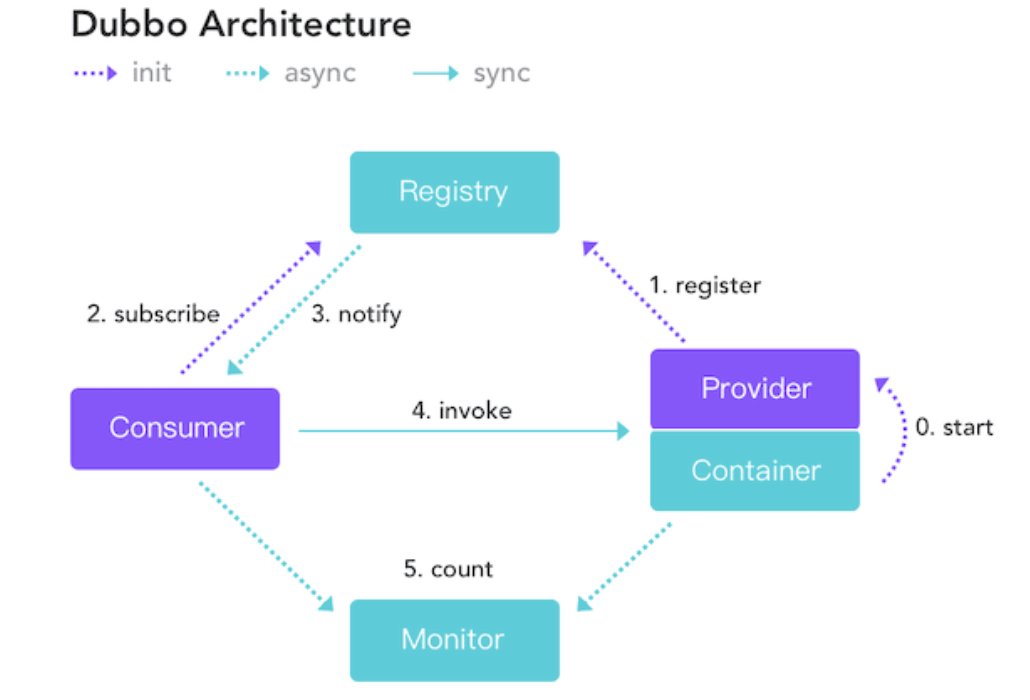 Dubbo Architecture
init async sync
Registry
1. register
2. subscribe 3. notify
Provider
4. invoke
Consumer
0. start
Container
5. count
Monitor